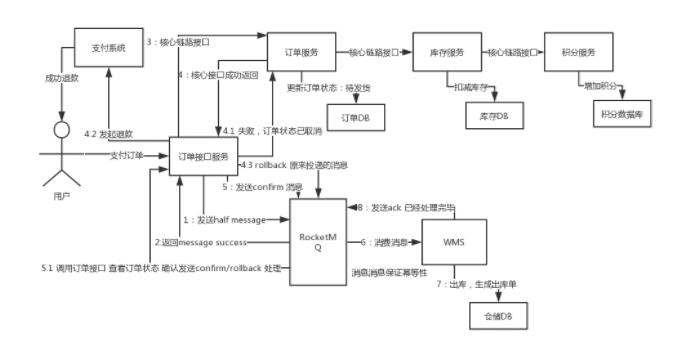 支付系统
3：核心链路接口
订单服务
核心链路接口
库存服务
核心链路接口
积分服务
成功退款
4：核心接口成功返回
更新订单状态：待发货
扣减库存
增加积分
订单DB
库存DB
积分数据库
4.2 发起退款
4.1 失败，订单状态已取消
支付订单
订单接口服务
4.3 rollback 原来投递的消息
用户
5：发送confirm 消息
1：发送half message
8：发送ack 已经处理完毕
RocketM
Q
2.返回message success
6：消费消息
WMS
5.1 调用订单接口 查看订单状态 确认发送confirm/rollback 处理
消息消息保证幂等性
7：出库，生成出库单
仓储DB